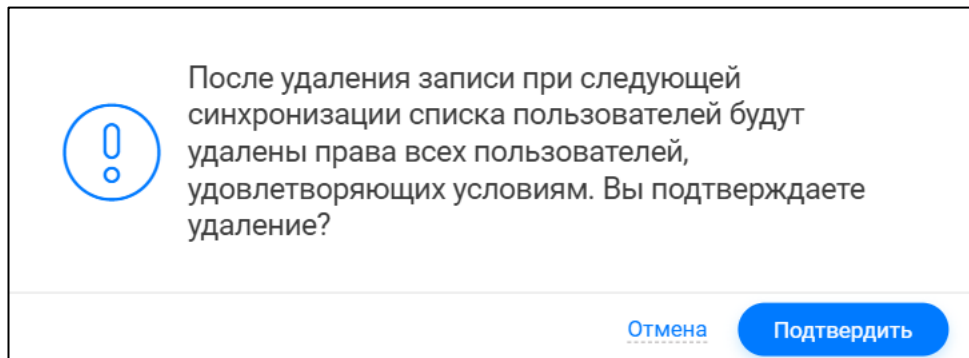 После удаления записи при следующей
синхронизации списка пользователей будут
удалены права всех пользователей,
удовлетворяющих условиям. Вы подтверждаете
удаление?
Отмена
Подтвердить